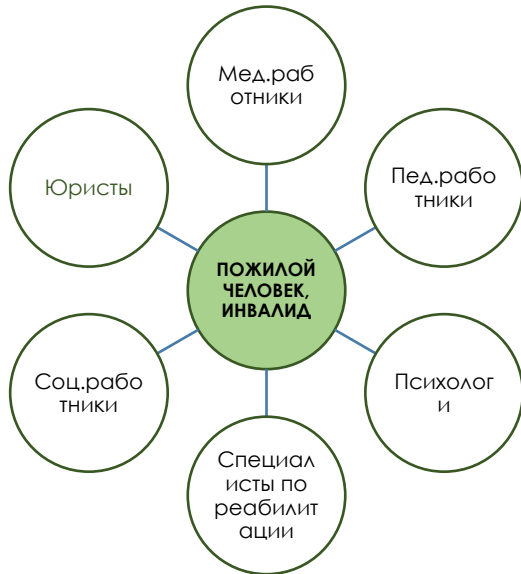 Мед.раб
отники
Юристы
Пед.рабо
тники
ПОЖИЛОЙ
ЧЕЛОВЕК,
ИНВАЛИД
Соц.рабо
тники
Психолог
и
Специал
исты по
реабилит
ации